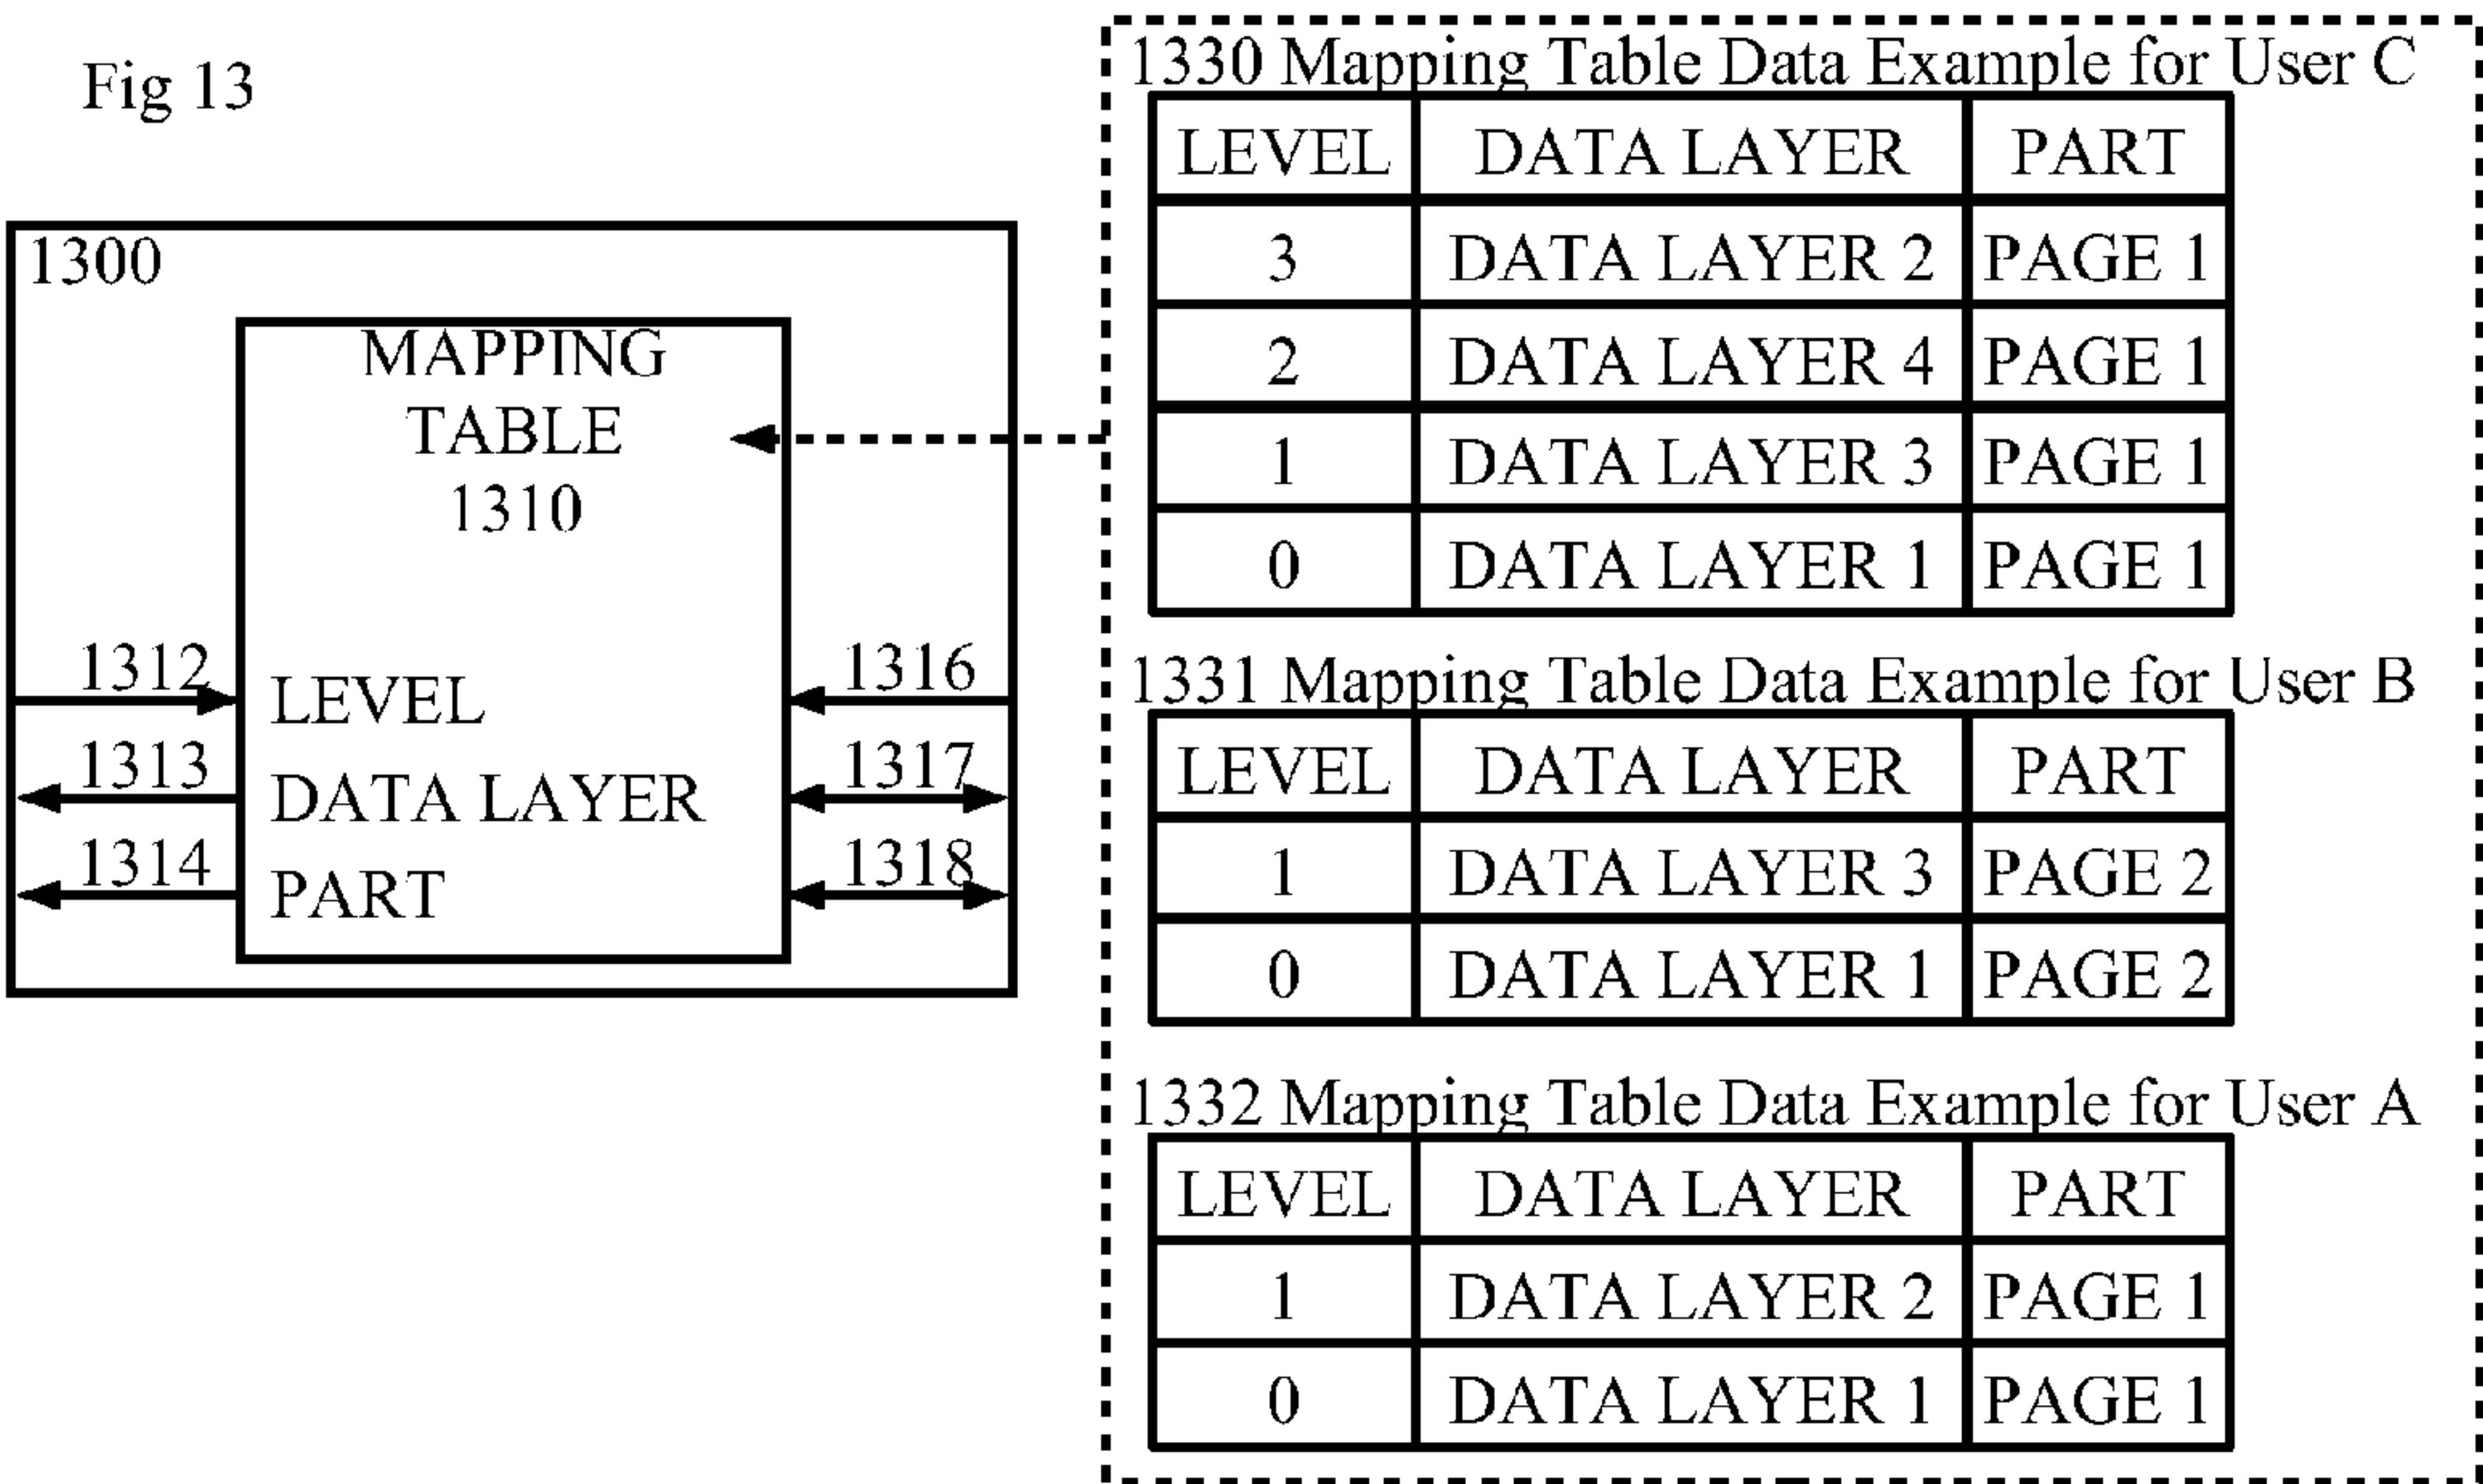 Fig 13
1300
MAPPING
TABLE
1310
1312
LEVEL
1316
1313
DATA LAYER
1317
1314
PART
1318
1330 Mapping Table Data Example for User C
LEVEL DATA LAYER PART
3 DATA LAYER 2 PAGE 1
2 DATA LAYER 4 PAGE 1
1 DATA LAYER 3 PAGE 1
0 DATA LAYER 1 PAGE 1
1331 Mapping Table Data Example for User B
LEVEL DATA LAYER PART
1 DATA LAYER 3 PAGE 2
0 DATA LAYER 1 PAGE 2
1332 Mapping Table Data Example for User A
LEVEL DATA LAYER PART
1 DATA LAYER 2 PAGE 1
0 DATA LAYER 1 PAGE 1